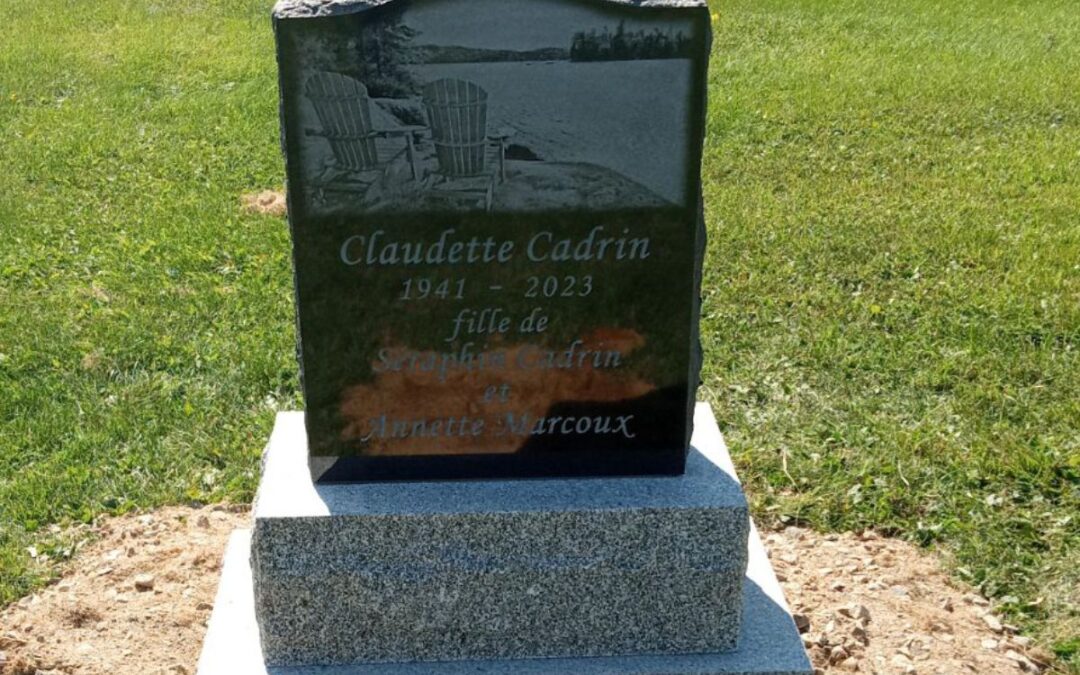 Claudette Cadrin
1941 - 2023
fille de
Seraphin Cadrin
et
Annette Marcoux